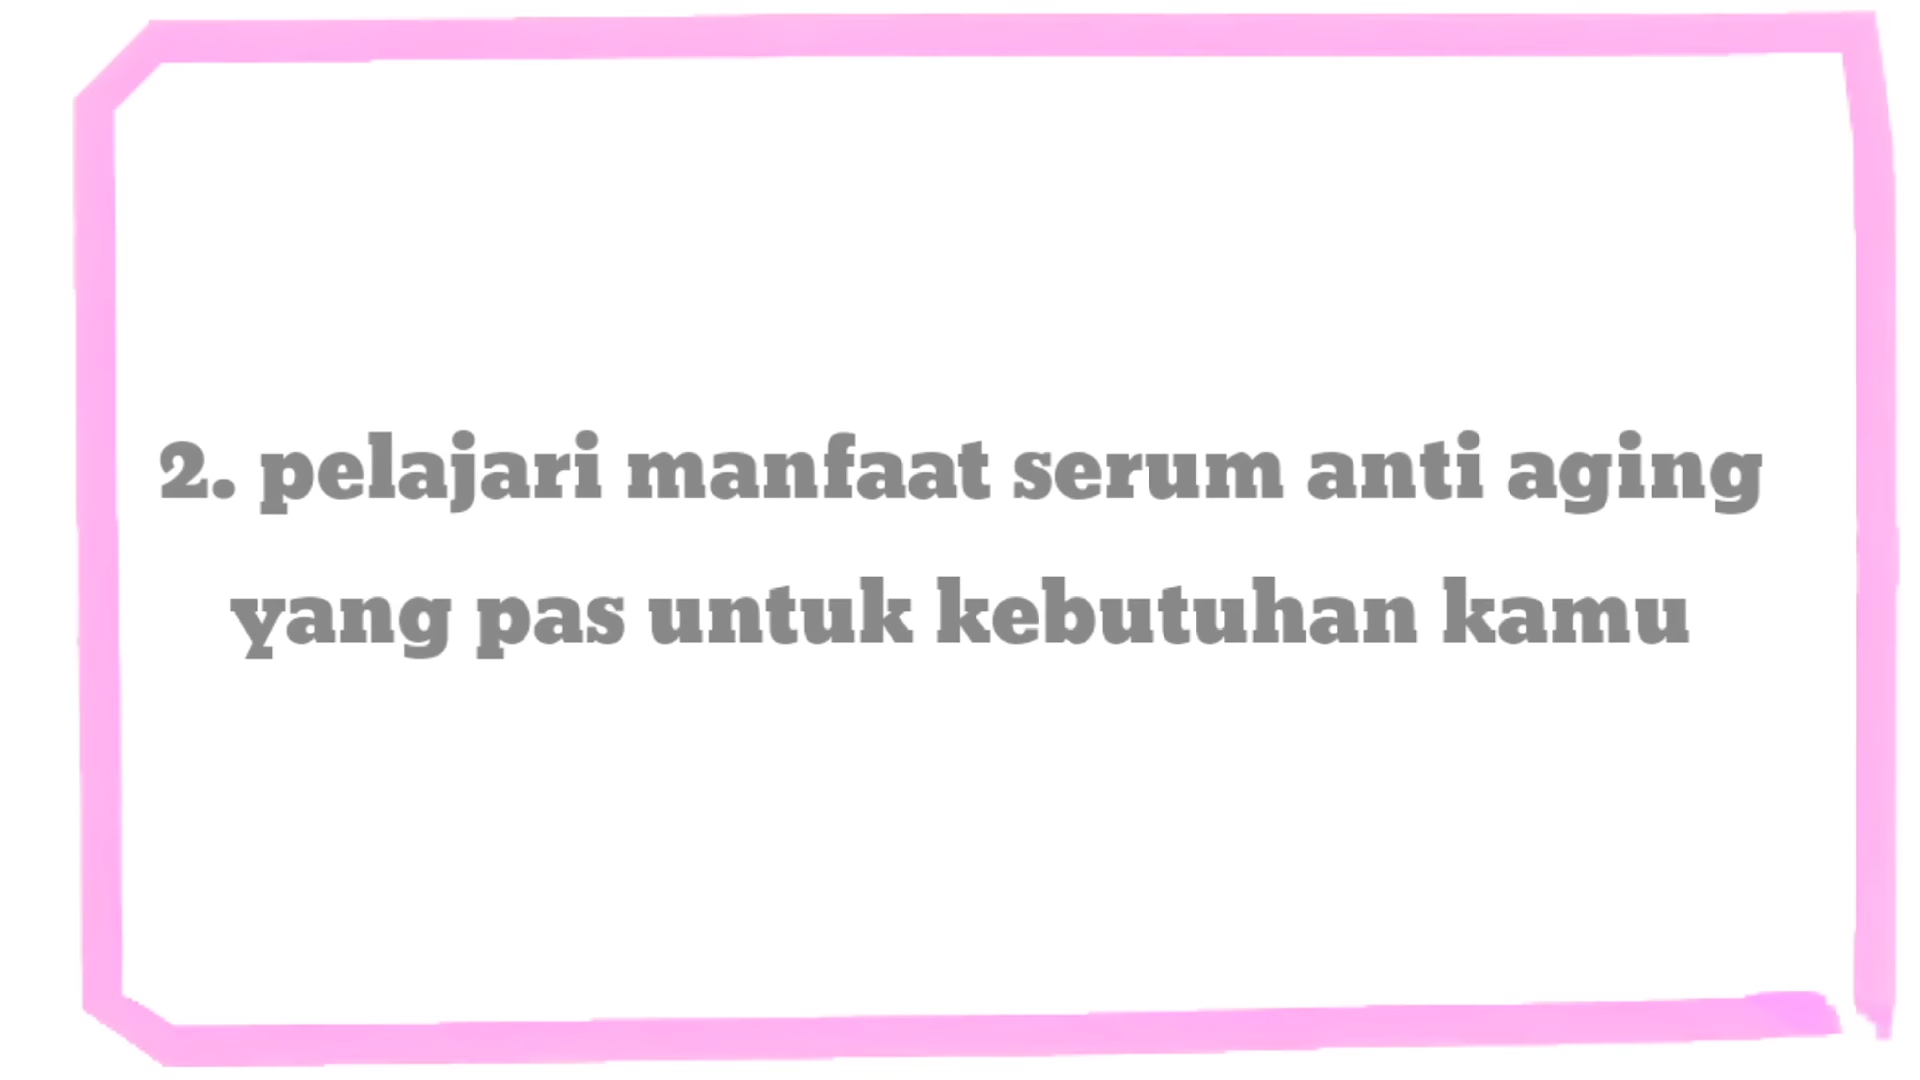 2. pelajari manfaat serum anti aging
yang pas untuk kebutuhan kamu